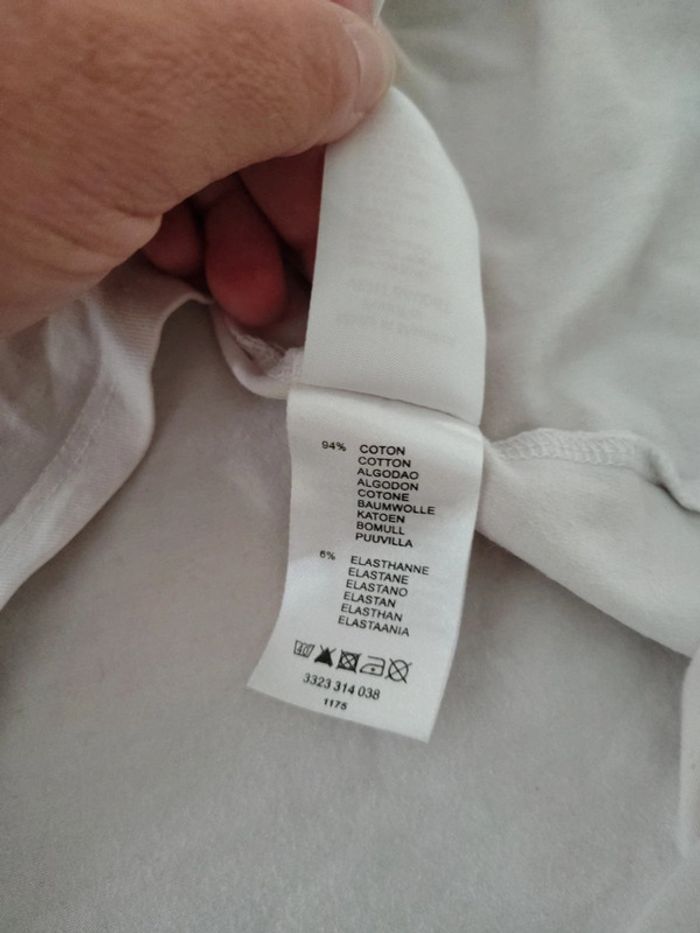 94% COTON
COTTON
ALGODAO
ALGODON
COTONE
BAUMWOLLE
KATOEN
BOMULL
PUUVILLA
6% ELASTHANNE
ELASTANE
ELASTANO
ELASTAN
ELASTHAN
ELASTAANIA
40
3323 314 038
1175